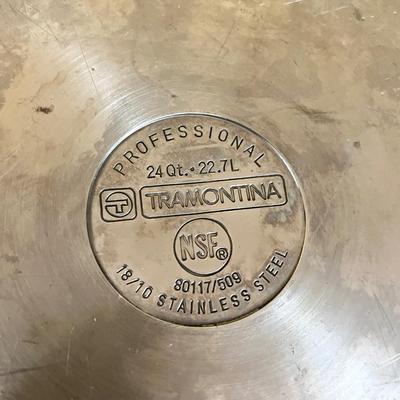 PROFESSIONAL
24 Qt. • 22.7L
TRAMONTINA
NSF®
80117/509
18/10 STAINLESS STEEL